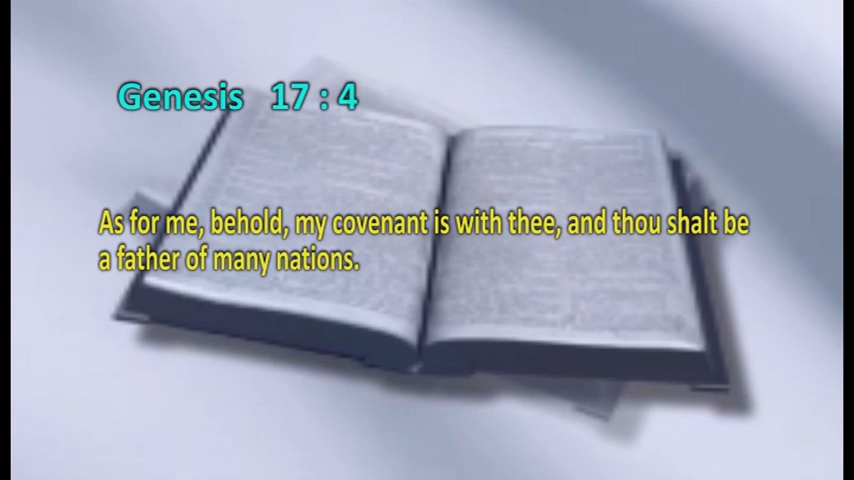 Genesis 17 : 4
As for me, behold, my covenant is with thee, and thou shalt be
a father of many nations.